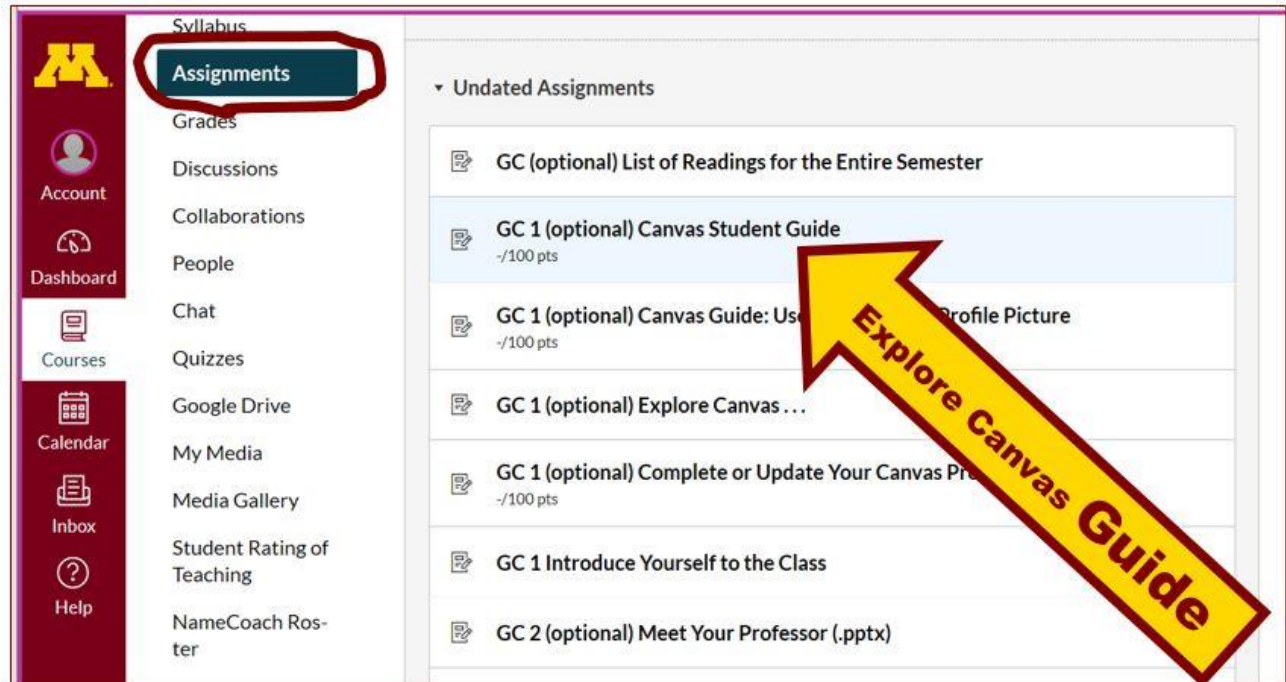 M
Account
Dashboard
Courses
Calendar
Inbox
Help
Syllabus
Assignments
Grades
Discussions
Collaborations
People
Chat
Quizzes
Google Drive
My Media
Media Gallery
Student Rating of
Teaching
NameCoach Ros-
ter
Undated Assignments
GC (optional) List of Readings for the Entire Semester
GC 1 (optional) Canvas Student Guide
-/100 pts
GC 1 (optional) Canvas Guide: Profile Picture
-/100 pts
GC 1 (optional) Explore Canvas . . .
GC 1 (optional) Complete or Update Your Canvas
-/100 pts
GC 1 Introduce Yourself to the Class
GC 2 (optional) Meet Your Professor (.pptx)
Explore Canvas Guide